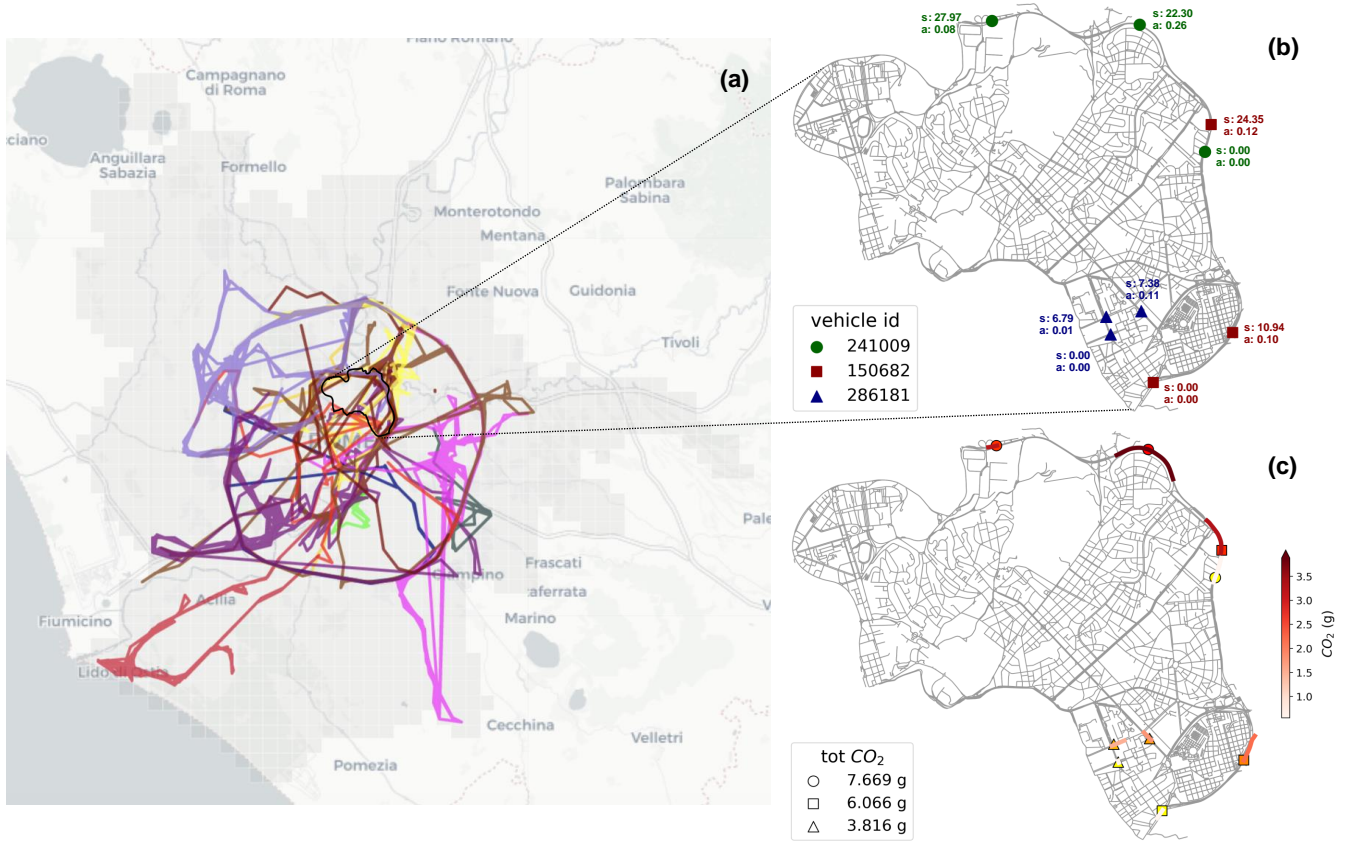 Fiano Romano
(a)
Campagnano
di Roma
Anguillara
Sabazia
Formello
Palombara
Sabina
Monterotondo
Mentana
Fonte Nuova
Guidonia
Tivoli
Ciampino
Frascati
Marino
Acilia
Fiumicino
Cecchina
Velletri
Pomezia
(b)
s: 27.97
a: 0.08
s: 22.30
a: 0.26
s: 24.35
a: 0.12
s: 0.00
a: 0.00
s: 7.38
a: 0.11
s: 6.79
a: 0.01
s: 0.00
a: 0.00
s: 10.94
a: 0.10
s: 0.00
a: 0.00
vehicle id
241009
150682
286181
(c)
3.5
3.0
2.5
2.0
1.5
1.0
CO2 (g)
tot CO2
7.669 g
6.066 g
3.816 g